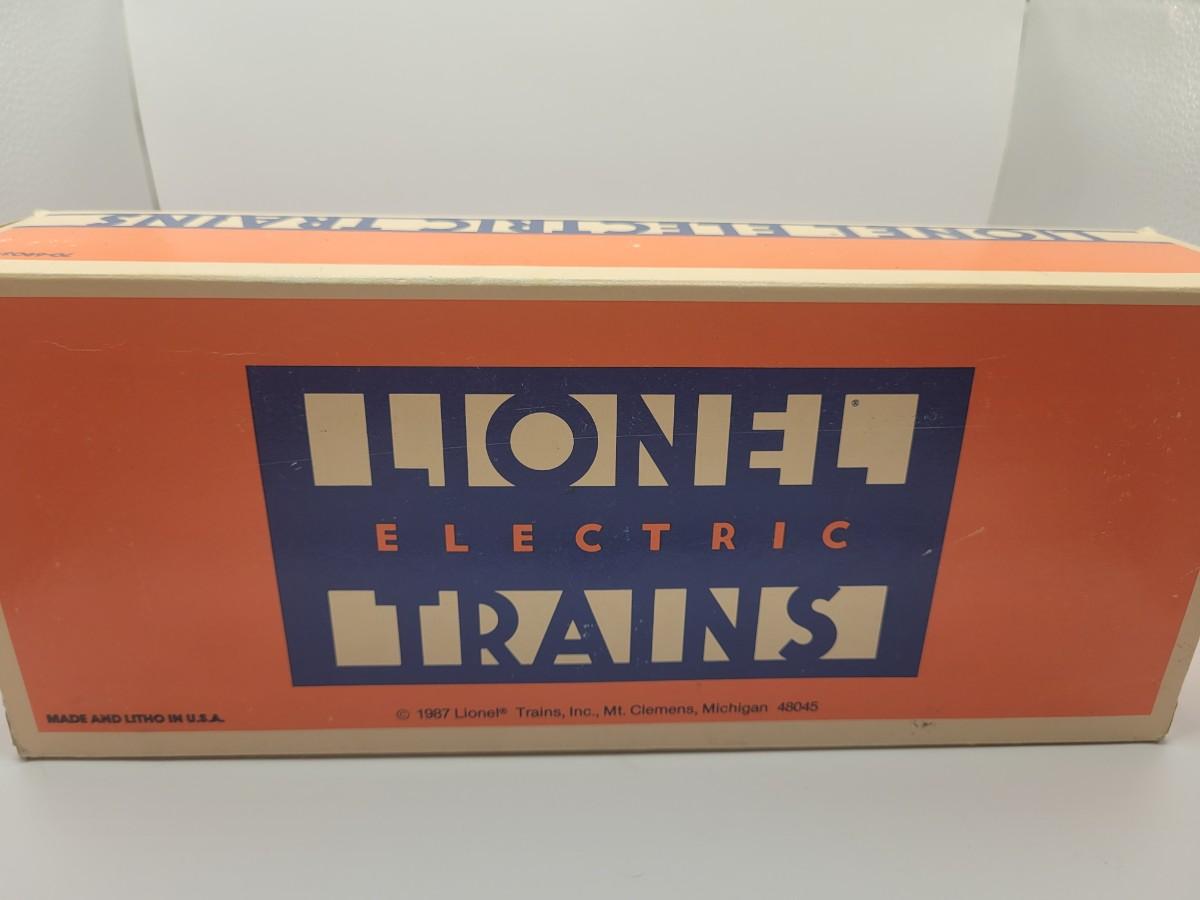 LIONEL ELECTRIC TRAINS
LIONEL®
ELECTRIC
TRAINS
MADE AND LITHO IN U.S.A.
© 1987 Lionel® Trains, Inc., Mt. Clemens, Michigan 48045